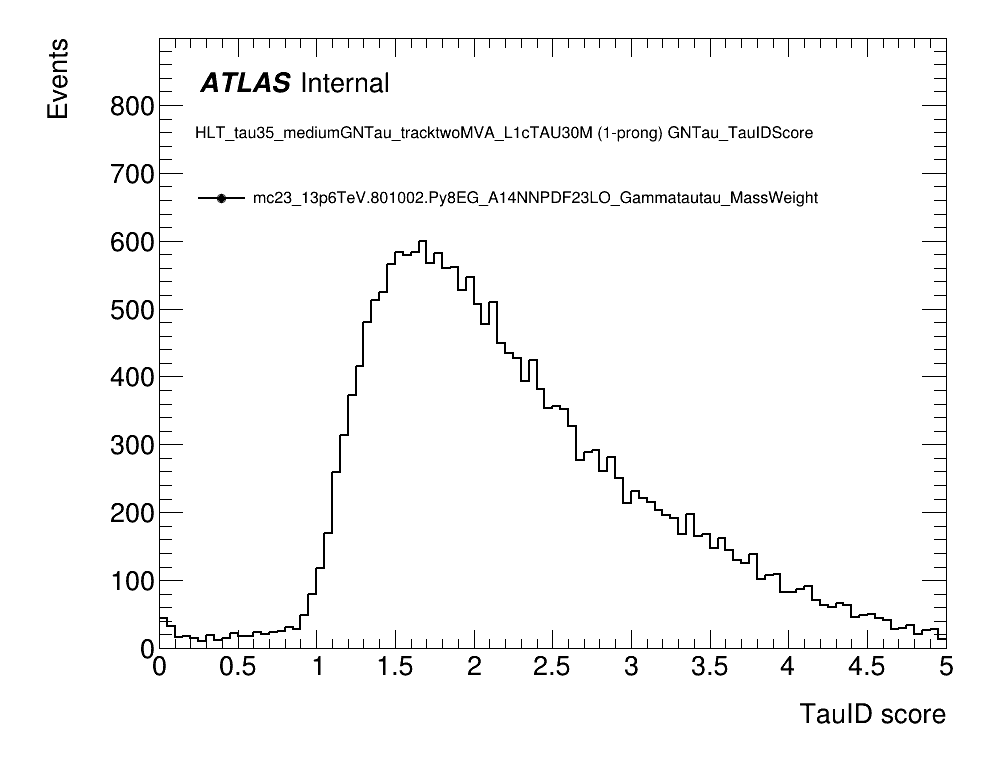 Events
ATLAS Internal
HLT_tau35_mediumGNTau_tracktwoMVA_L1cTAU30M (1-prong) GNTau_TauIDScore
mc23_13p6TeV.801002.Py8EG_A14NNPDF23LO_Gammatautau_MassWeight
800
700
600
500
400
300
200
100
0
0 0.5 1 1.5 2 2.5 3 3.5 4 4.5 5
TauID score